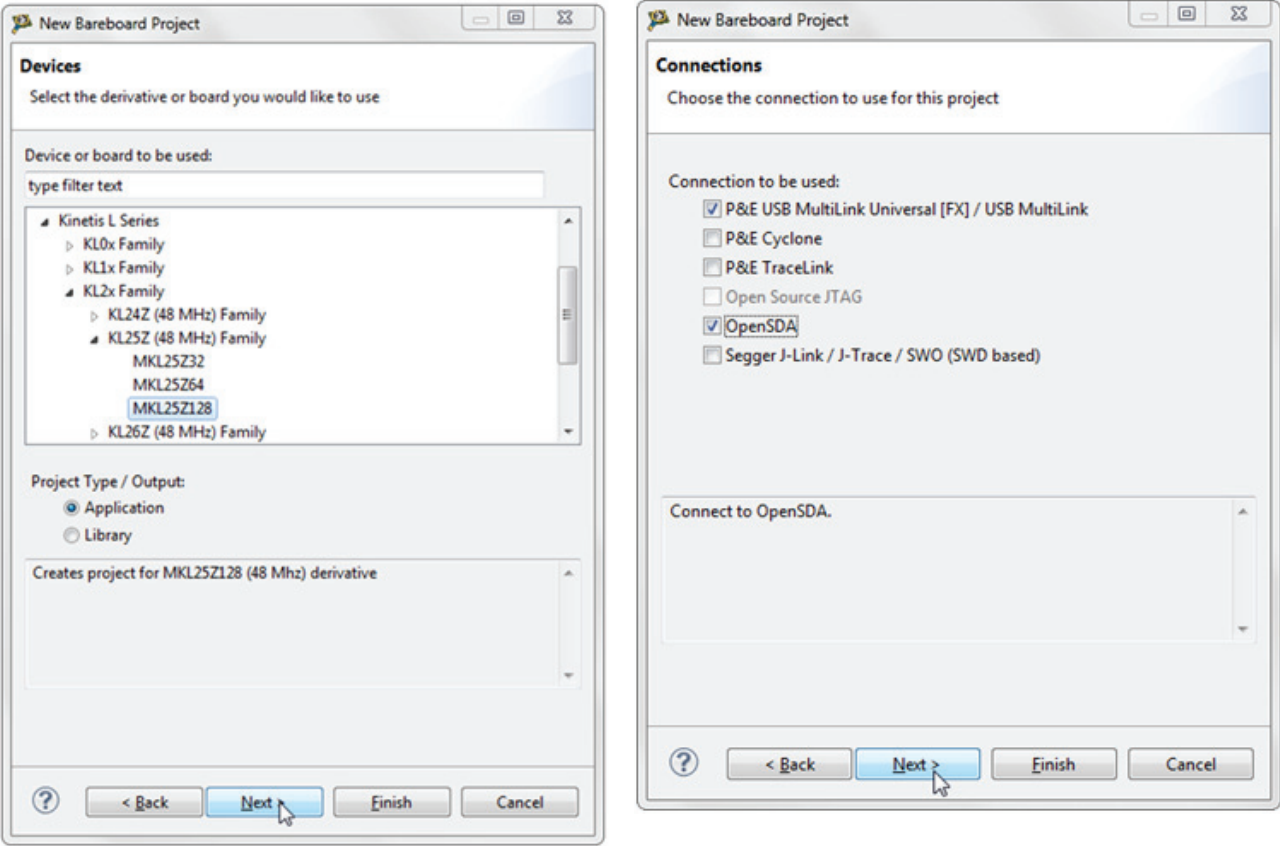 New Bareboard Project
Devices
Select the derivative or board you would like to use
Device or board to be used:
type filter text
Kinetis L Series
KL0x Family
KL1x Family
KL2x Family
KL24Z (48 MHz) Family
KL25Z (48 MHz) Family
MKL25Z32
MKL25Z64
MKL25Z128
KL26Z (48 MHz) Family
Project Type / Output:
Application
Library
Creates project for MKL25Z128 (48 Mhz) derivative
? < Back Next > Finish Cancel
New Bareboard Project
Connections
Choose the connection to use for this project
Connection to be used:
P&E USB MultiLink Universal [FX] / USB MultiLink
P&E Cyclone
P&E TraceLink
Open Source JTAG
OpenSDA
Segger J-Link / J-Trace / SWO (SWD based)
Connect to OpenSDA.
? < Back Next > Finish Cancel